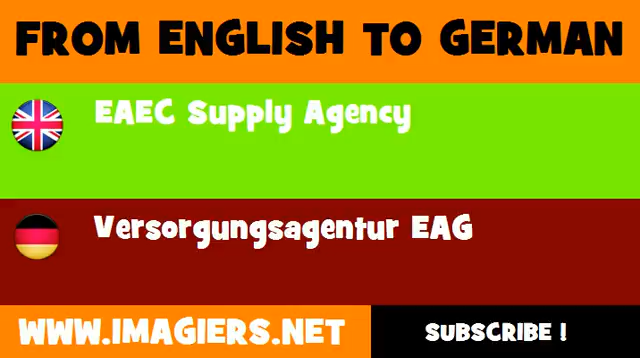 FROM ENGLISH TO GERMAN
EAEC Supply Agency
Versorgungsagentur EAG
WWW.IMAGIERS.NET
SUBSCRIBE !